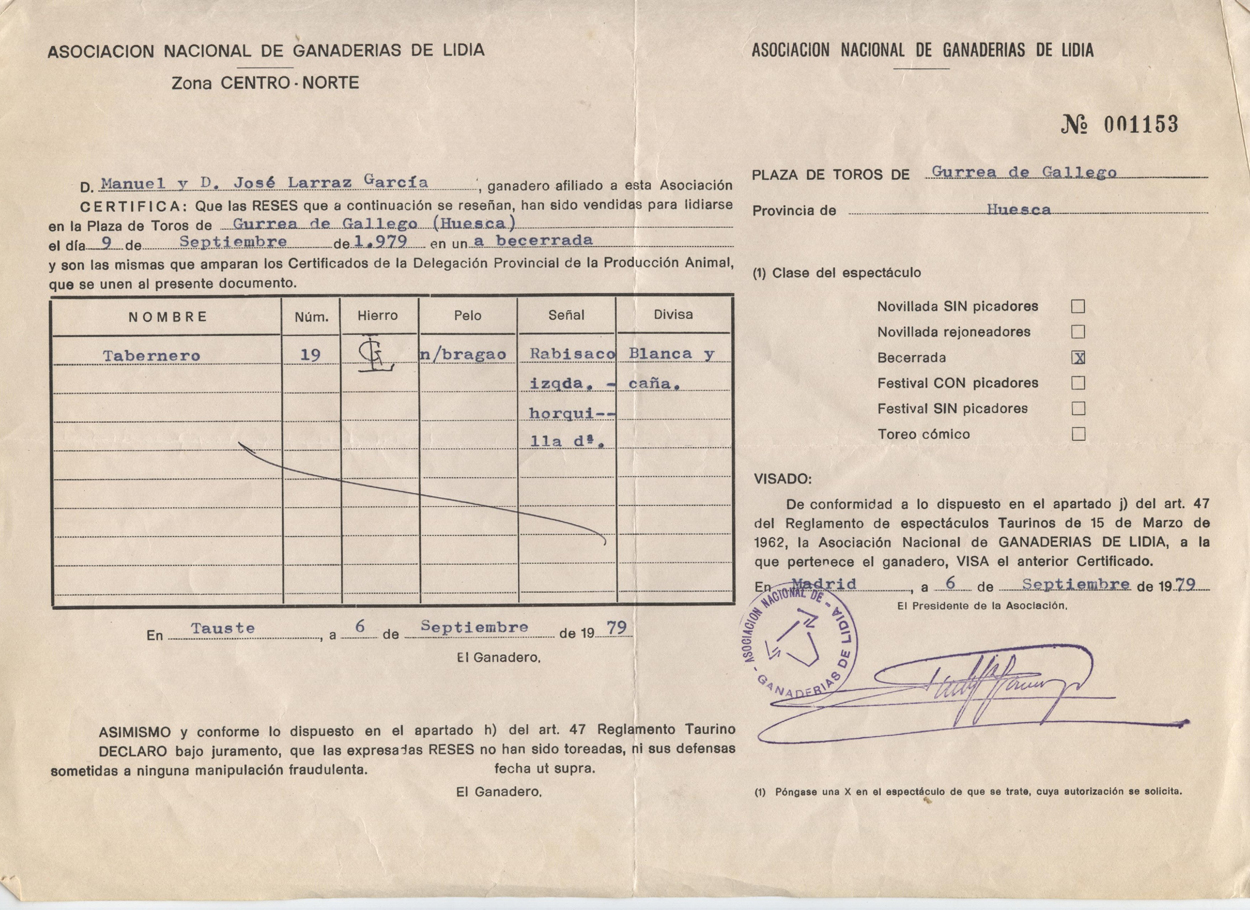 ASOCIACION NACIONAL DE GANADERIAS DE LIDIA
Zona CENTRO-NORTE
D. Manuel y D. José Larraz García, ganadero afiliado a esta Asociación
CERTIFICA: Que las RESES que a continuación se reseñan, han sido vendidas para lidiarse
en la Plaza de Toros de Gurrea de Gallego (Huesca)
el día 9 de Septiembre de 1.979 en un a becerrada
y son las mismas que amparan los Certificados de la Delegación Provincial de la Producción Animal,
que se unen al presente documento.
NOMBRE Núm. Hierro Pelo Señal Divisa
Tabernero 19 n/bragao Rabisaco Blanca y
izqda. - caña.
horqui--
lla dª.
En Tauste, a 6 de Septiembre de 1979
El Ganadero,
ASIMISMO y conforme lo dispuesto en el apartado h) del art. 47 Reglamento Taurino
DECLARO bajo juramento, que las expresadas RESES no han sido toreadas, ni sus defensas
sometidas a ninguna manipulación fraudulenta. fecha ut supra.
El Ganadero,
ASOCIACION NACIONAL DE GANADERIAS DE LIDIA
Nº 001153
PLAZA DE TOROS DE Gurrea de Gallego
Provincia de Huesca
(1) Clase del espectáculo
Novillada SIN picadores
Novillada rejoneadores
Becerrada X
Festival CON picadores
Festival SIN picadores
Toreo cómico
VISADO:
De conformidad a lo dispuesto en el apartado j) del art. 47
del Reglamento de espectáculos Taurinos de 15 de Marzo de
1962, la Asociación Nacional de GANADERIAS DE LIDIA, a la
que pertenece el ganadero, VISA el anterior Certificado.
En Madrid, a 6 de Septiembre de 1979
El Presidente de la Asociación,
- ASOCIACION NACIONAL DE - GANADERIAS DE LIDIA
(1) Póngase una X en el espectáculo de que se trate, cuya autorización se solicita.